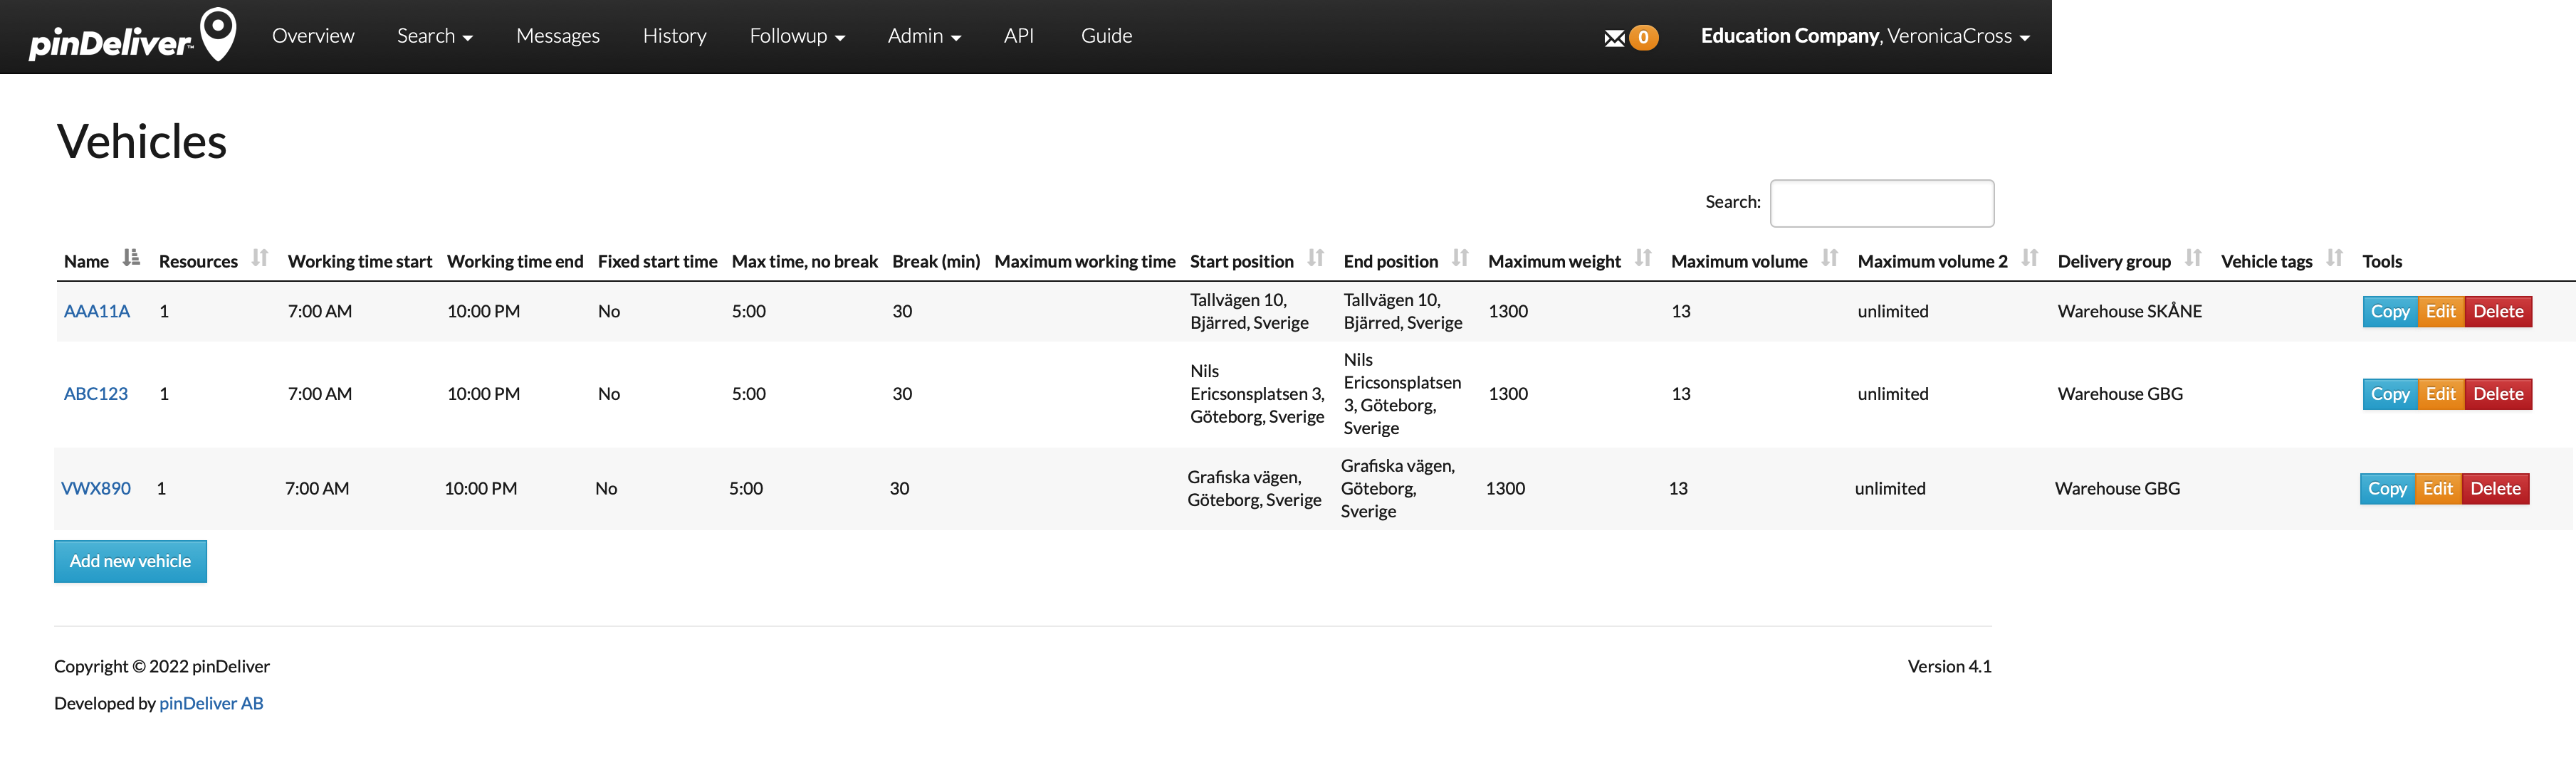 pinDeliver™ Overview Search Messages History Followup Admin API Guide 0 Education Company, VeronicaCross
Vehicles
Search:
Name Resources Working time start Working time end Fixed start time Max time, no break Break (min) Maximum working time Start position End position Maximum weight Maximum volume Maximum volume 2 Delivery group Vehicle tags Tools
AAA11A 1 7:00 AM 10:00 PM No 5:00 30 Tallvägen 10, Bjärred, Sverige Tallvägen 10, Bjärred, Sverige 1300 13 unlimited Warehouse SKÅNE Copy Edit Delete
ABC123 1 7:00 AM 10:00 PM No 5:00 30 Nils Ericsonsplatsen 3, Göteborg, Sverige Nils Ericsonsplatsen 3, Göteborg, Sverige 1300 13 unlimited Warehouse GBG Copy Edit Delete
VWX890 1 7:00 AM 10:00 PM No 5:00 30 Grafiska vägen, Göteborg, Sverige Grafiska vägen, Göteborg, Sverige 1300 13 unlimited Warehouse GBG Copy Edit Delete
Add new vehicle
Copyright © 2022 pinDeliver Version 4.1
Developed by pinDeliver AB